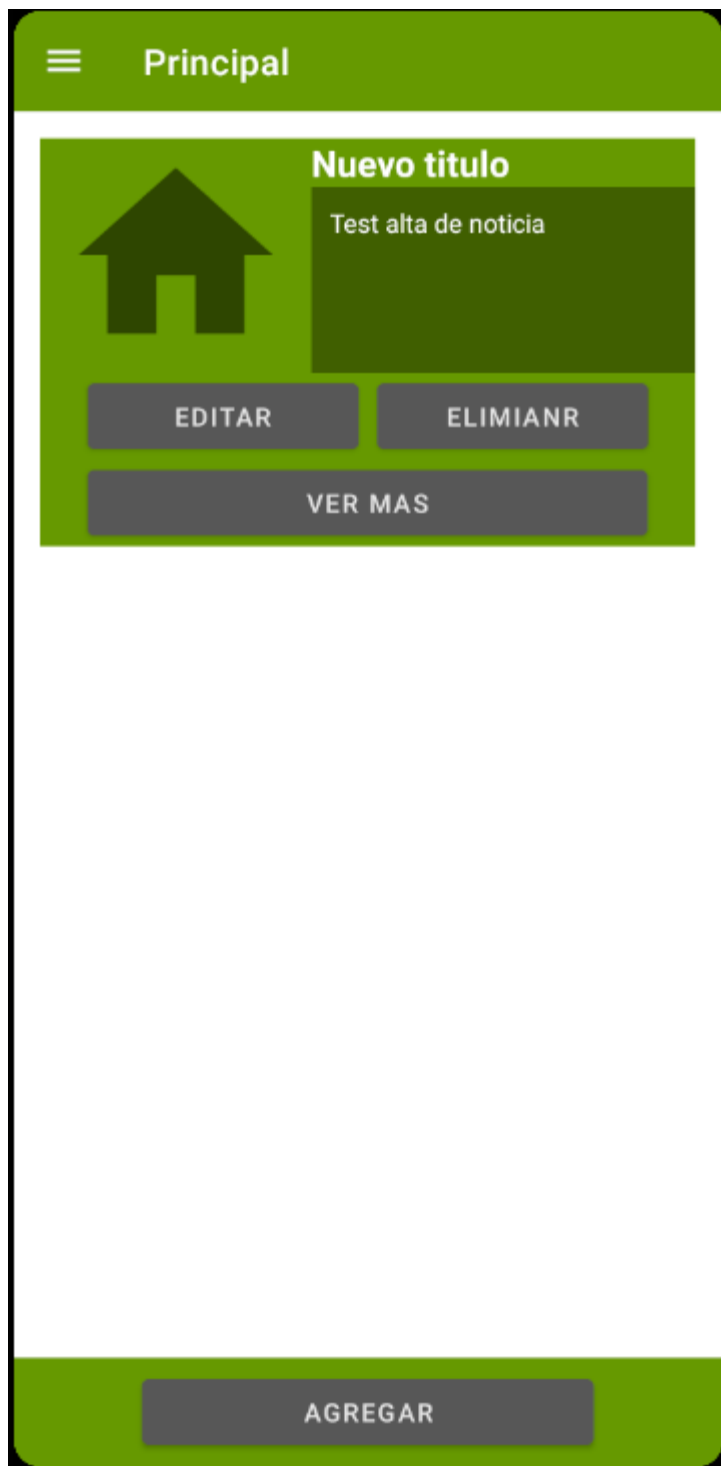 Principal
Nuevo titulo
Test alta de noticia
EDITAR ELIMIANR
VER MAS
AGREGAR